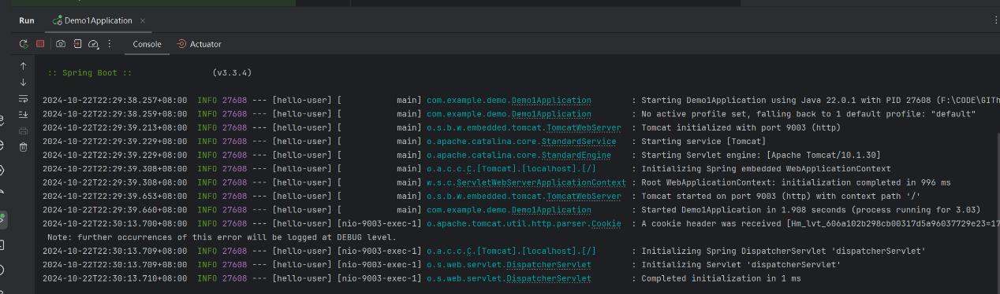 Run Demo1Application
Console Actuator
:: Spring Boot :: (v3.3.4)
2024-10-22T22:29:38.257+08:00 INFO 27608 --- [hello-user] [ main] com.example.demo.Demo1Application : Starting Demo1Application using Java 22.0.1 with PID 27608 (F:\CODE\GITh
2024-10-22T22:29:38.259+08:00 INFO 27608 --- [hello-user] [ main] com.example.demo.Demo1Application : No active profile set, falling back to 1 default profile: "default"
2024-10-22T22:29:39.213+08:00 INFO 27608 --- [hello-user] [ main] o.s.b.w.embedded.tomcat.TomcatWebServer : Tomcat initialized with port 9003 (http)
2024-10-22T22:29:39.229+08:00 INFO 27608 --- [hello-user] [ main] o.apache.catalina.core.StandardService : Starting service [Tomcat]
2024-10-22T22:29:39.229+08:00 INFO 27608 --- [hello-user] [ main] o.apache.catalina.core.StandardEngine : Starting Servlet engine: [Apache Tomcat/10.1.30]
2024-10-22T22:29:39.308+08:00 INFO 27608 --- [hello-user] [ main] o.a.c.c.C.[Tomcat].[localhost].[/] : Initializing Spring embedded WebApplicationContext
2024-10-22T22:29:39.308+08:00 INFO 27608 --- [hello-user] [ main] w.s.c.ServletWebServerApplicationContext : Root WebApplicationContext: initialization completed in 996 ms
2024-10-22T22:29:39.653+08:00 INFO 27608 --- [hello-user] [ main] o.s.b.w.embedded.tomcat.TomcatWebServer : Tomcat started on port 9003 (http) with context path '/'
2024-10-22T22:29:39.660+08:00 INFO 27608 --- [hello-user] [ main] com.example.demo.Demo1Application : Started Demo1Application in 1.908 seconds (process running for 3.03)
2024-10-22T22:30:13.700+08:00 INFO 27608 --- [hello-user] [nio-9003-exec-1] o.apache.tomcat.util.http.parser.Cookie : A cookie header was received [Hm_lvt_606a102b298cb00317d5a96037729e23=17
Note: further occurrences of this error will be logged at DEBUG level.
2024-10-22T22:30:13.709+08:00 INFO 27608 --- [hello-user] [nio-9003-exec-1] o.a.c.c.C.[Tomcat].[localhost].[/] : Initializing Spring DispatcherServlet 'dispatcherServlet'
2024-10-22T22:30:13.709+08:00 INFO 27608 --- [hello-user] [nio-9003-exec-1] o.s.web.servlet.DispatcherServlet : Initializing Servlet 'dispatcherServlet'
2024-10-22T22:30:13.710+08:00 INFO 27608 --- [hello-user] [nio-9003-exec-1] o.s.web.servlet.DispatcherServlet : Completed initialization in 1 ms